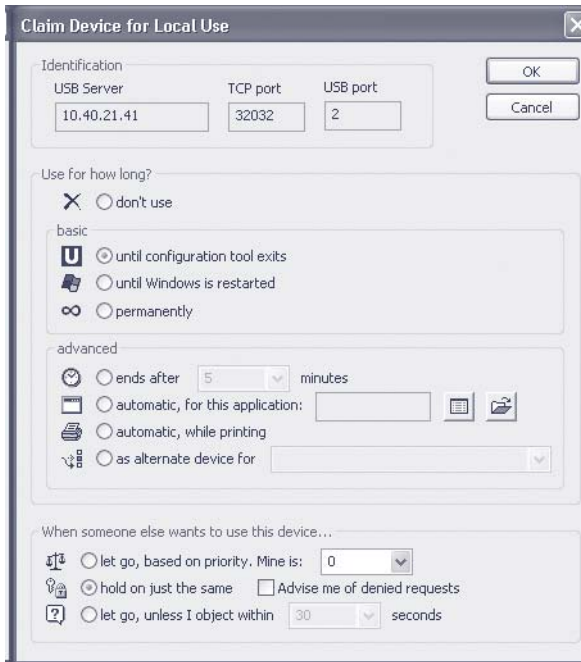 Claim Device for Local Use
Identification
USB Server TCP port USB port
10.40.21.41 32032 2
OK
Cancel
Use for how long?
don't use
basic
until configuration tool exits
until Windows is restarted
permanently
advanced
ends after 5 minutes
automatic, for this application:
automatic, while printing
as alternate device for
When someone else wants to use this device...
let go, based on priority. Mine is: 0
hold on just the same Advise me of denied requests
let go, unless I object within 30 seconds